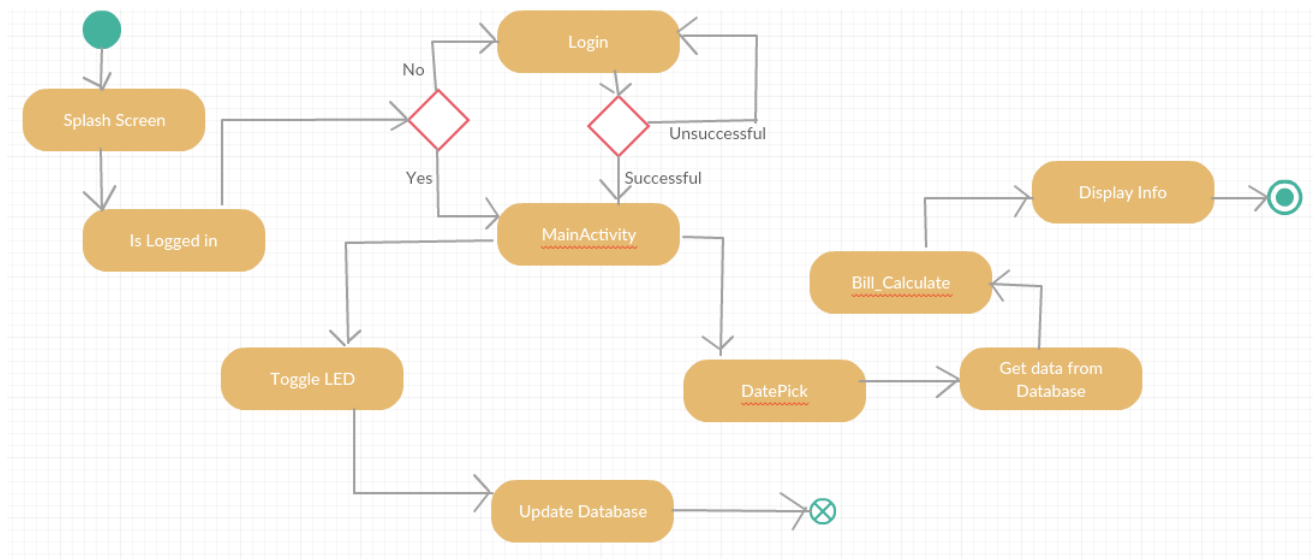 Login
No
Splash Screen
Unsuccessful
Yes
Successful
Display Info
Is Logged in
MainActivity
Bill_Calculate
Toggle LED
DatePick
Get data from
Database
Update Database